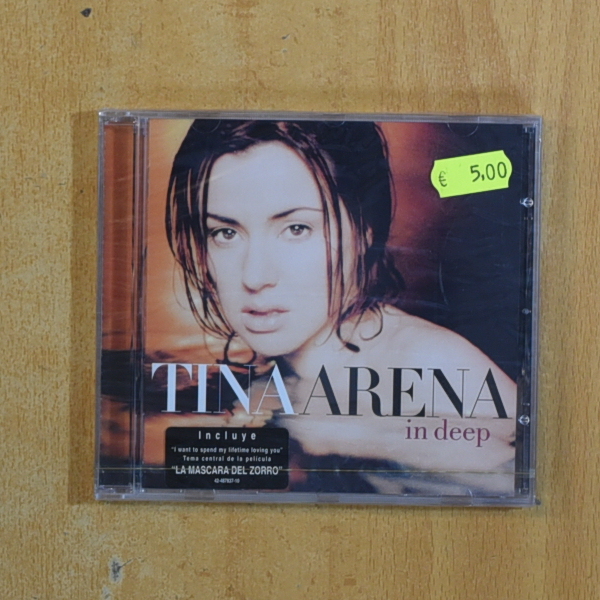 € 5,00
TINA ARENA
in deep
Incluye
"I want to spend my lifetime loving you"
Tema central de la película
"LA MASCARA DEL ZORRO"